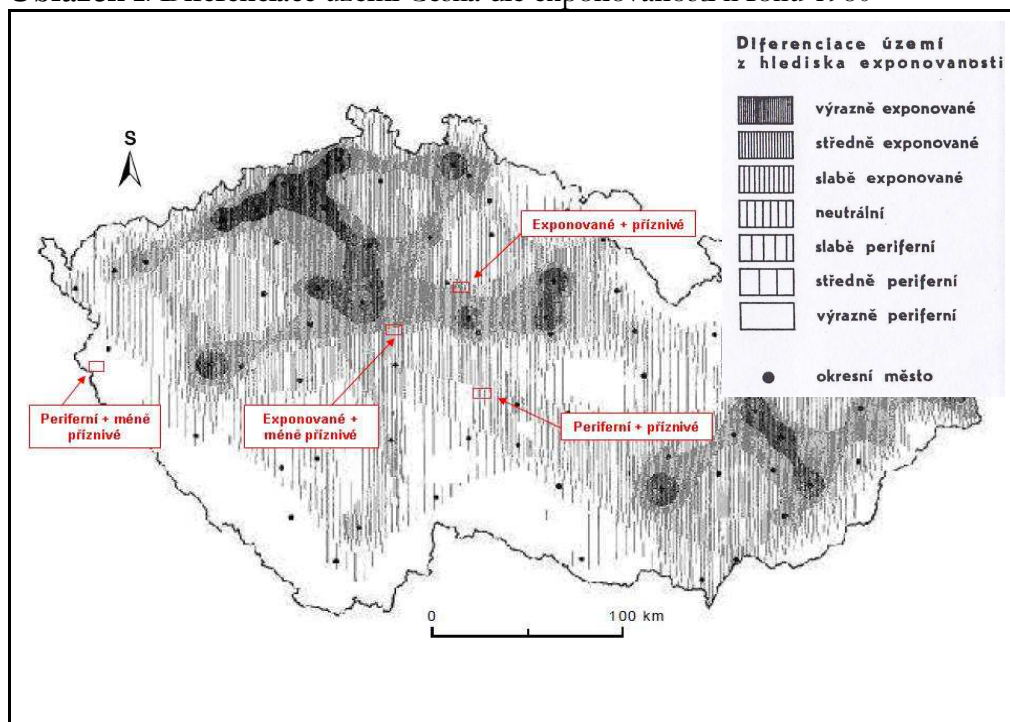 Diferenciace území
z hlediska exponovanosti
výrazně exponované
středně exponované
slabě exponované
neutrální
slabě periferní
středně periferní
výrazně periferní
okresní město
S
Exponované + příznivé
Periferní + méně
příznivé
Exponované +
méně příznivé
Periferní + příznivé
0 100 km